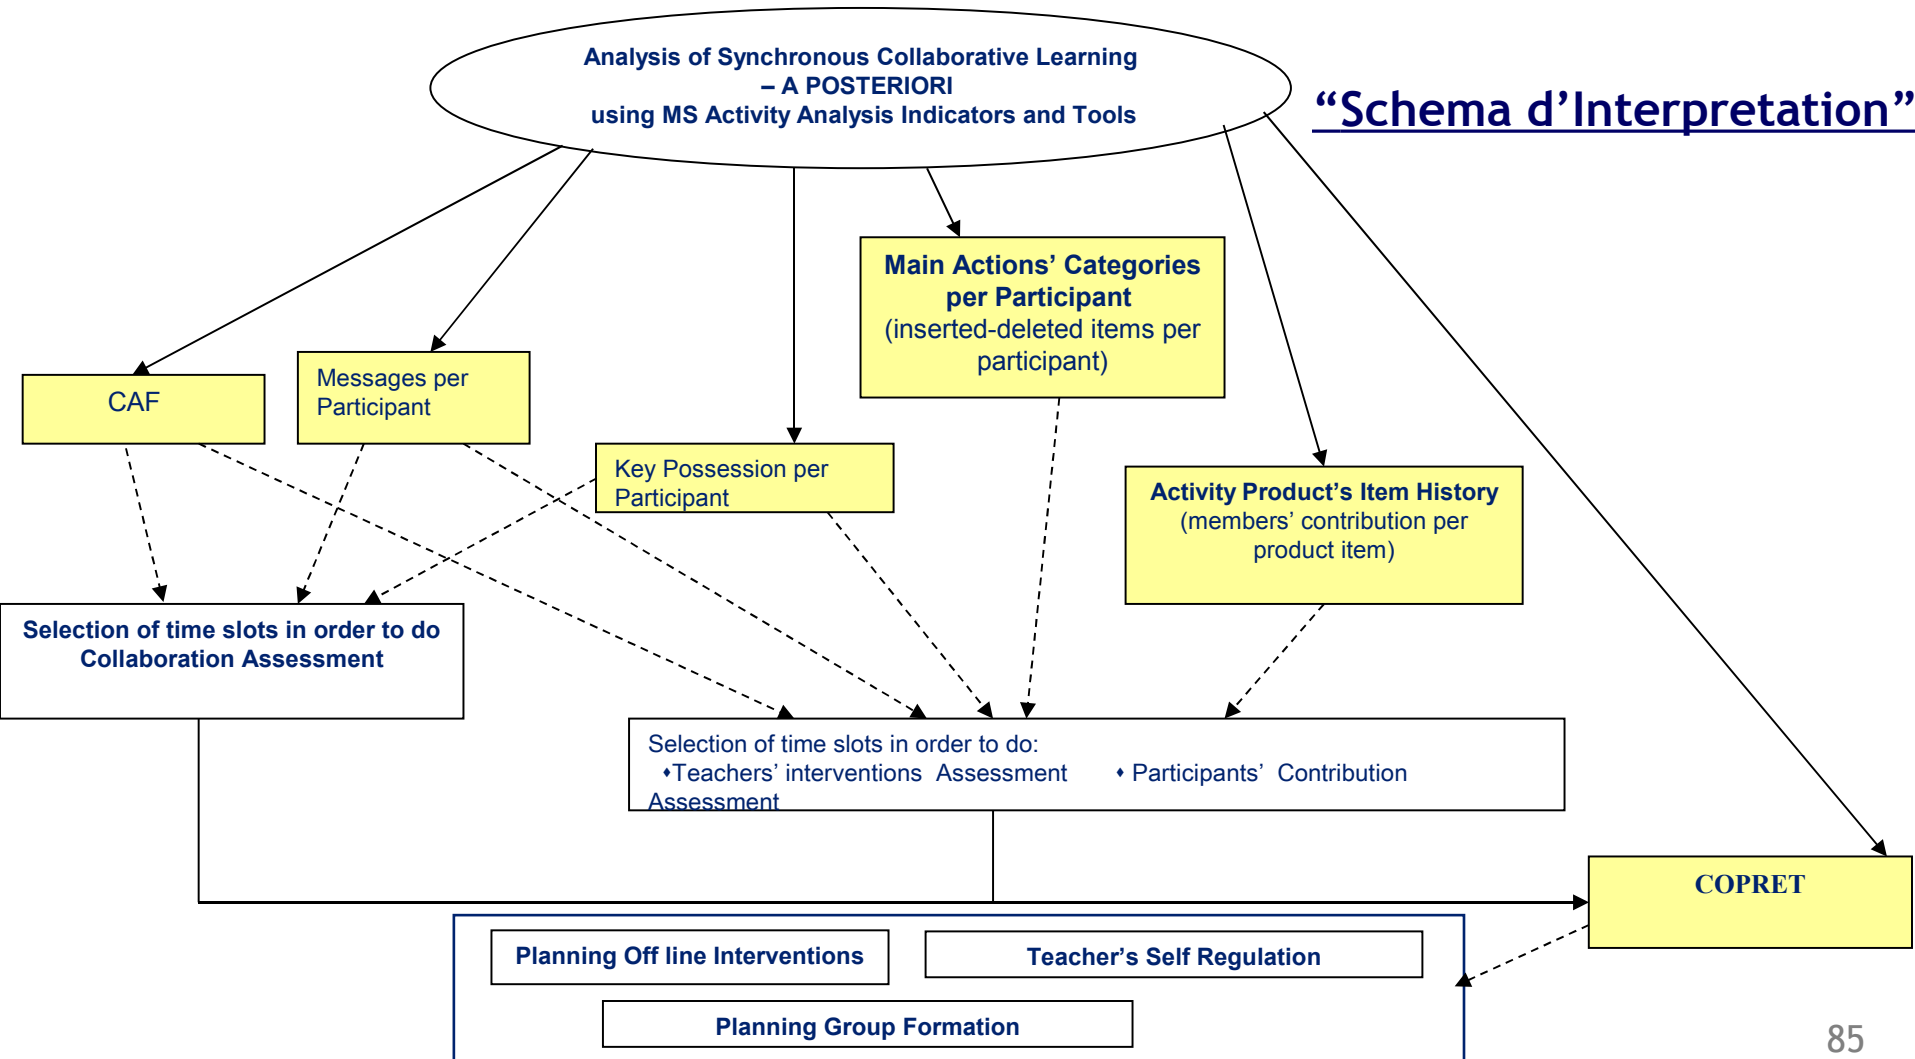 Analysis of Synchronous Collaborative Learning
– A POSTERIORI
using MS Activity Analysis Indicators and Tools
“Schema d’Interpretation”
Main Actions’ Categories
per Participant
(inserted-deleted items per
participant)
CAF
Messages per
Participant
Key Possession per
Participant
Activity Product’s Item History
(members’ contribution per
product item)
Selection of time slots in order to do
Collaboration Assessment
Selection of time slots in order to do:
♦Teachers’ interventions Assessment ♦ Participants’ Contribution
Assessment
COPRET
Planning Off line Interventions
Teacher’s Self Regulation
Planning Group Formation
85